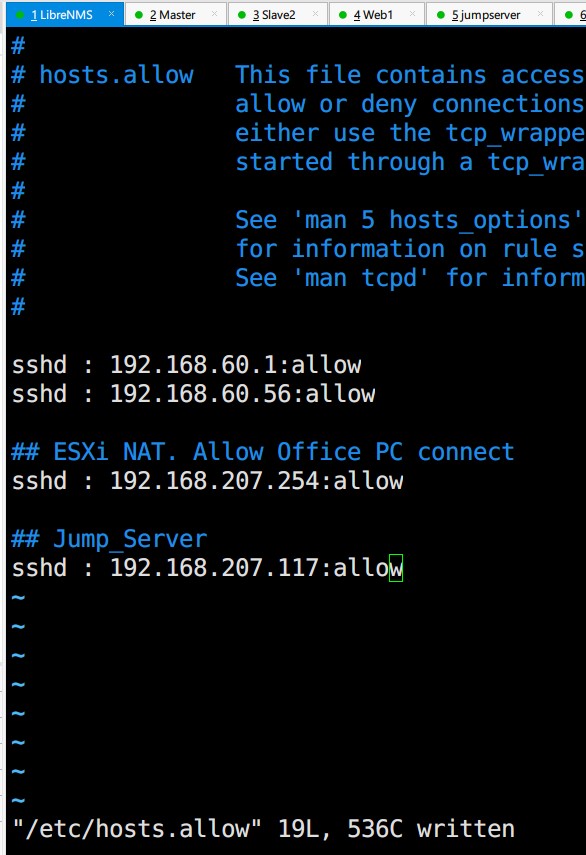 1 LibreNMS × 2 Master × 3 Slave2 × 4 Web1 × 5 jumpserver × 6
#
# hosts.allow   This file contains access
#               allow or deny connections
#               either use the tcp_wrappe
#               started through a tcp_wra
#
#               See 'man 5 hosts_options'
#               for information on rule s
#               See 'man tcpd' for inform
#
sshd : 192.168.60.1:allow
sshd : 192.168.60.56:allow
## ESXi NAT. Allow Office PC connect
sshd : 192.168.207.254:allow
## Jump_Server
sshd : 192.168.207.117:allow
~
~
~
~
~
~
~
~
"/etc/hosts.allow" 19L, 536C written